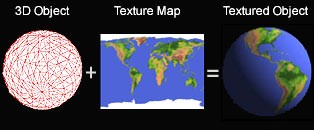 3D Object
Texture Map
Textured Object
+
=